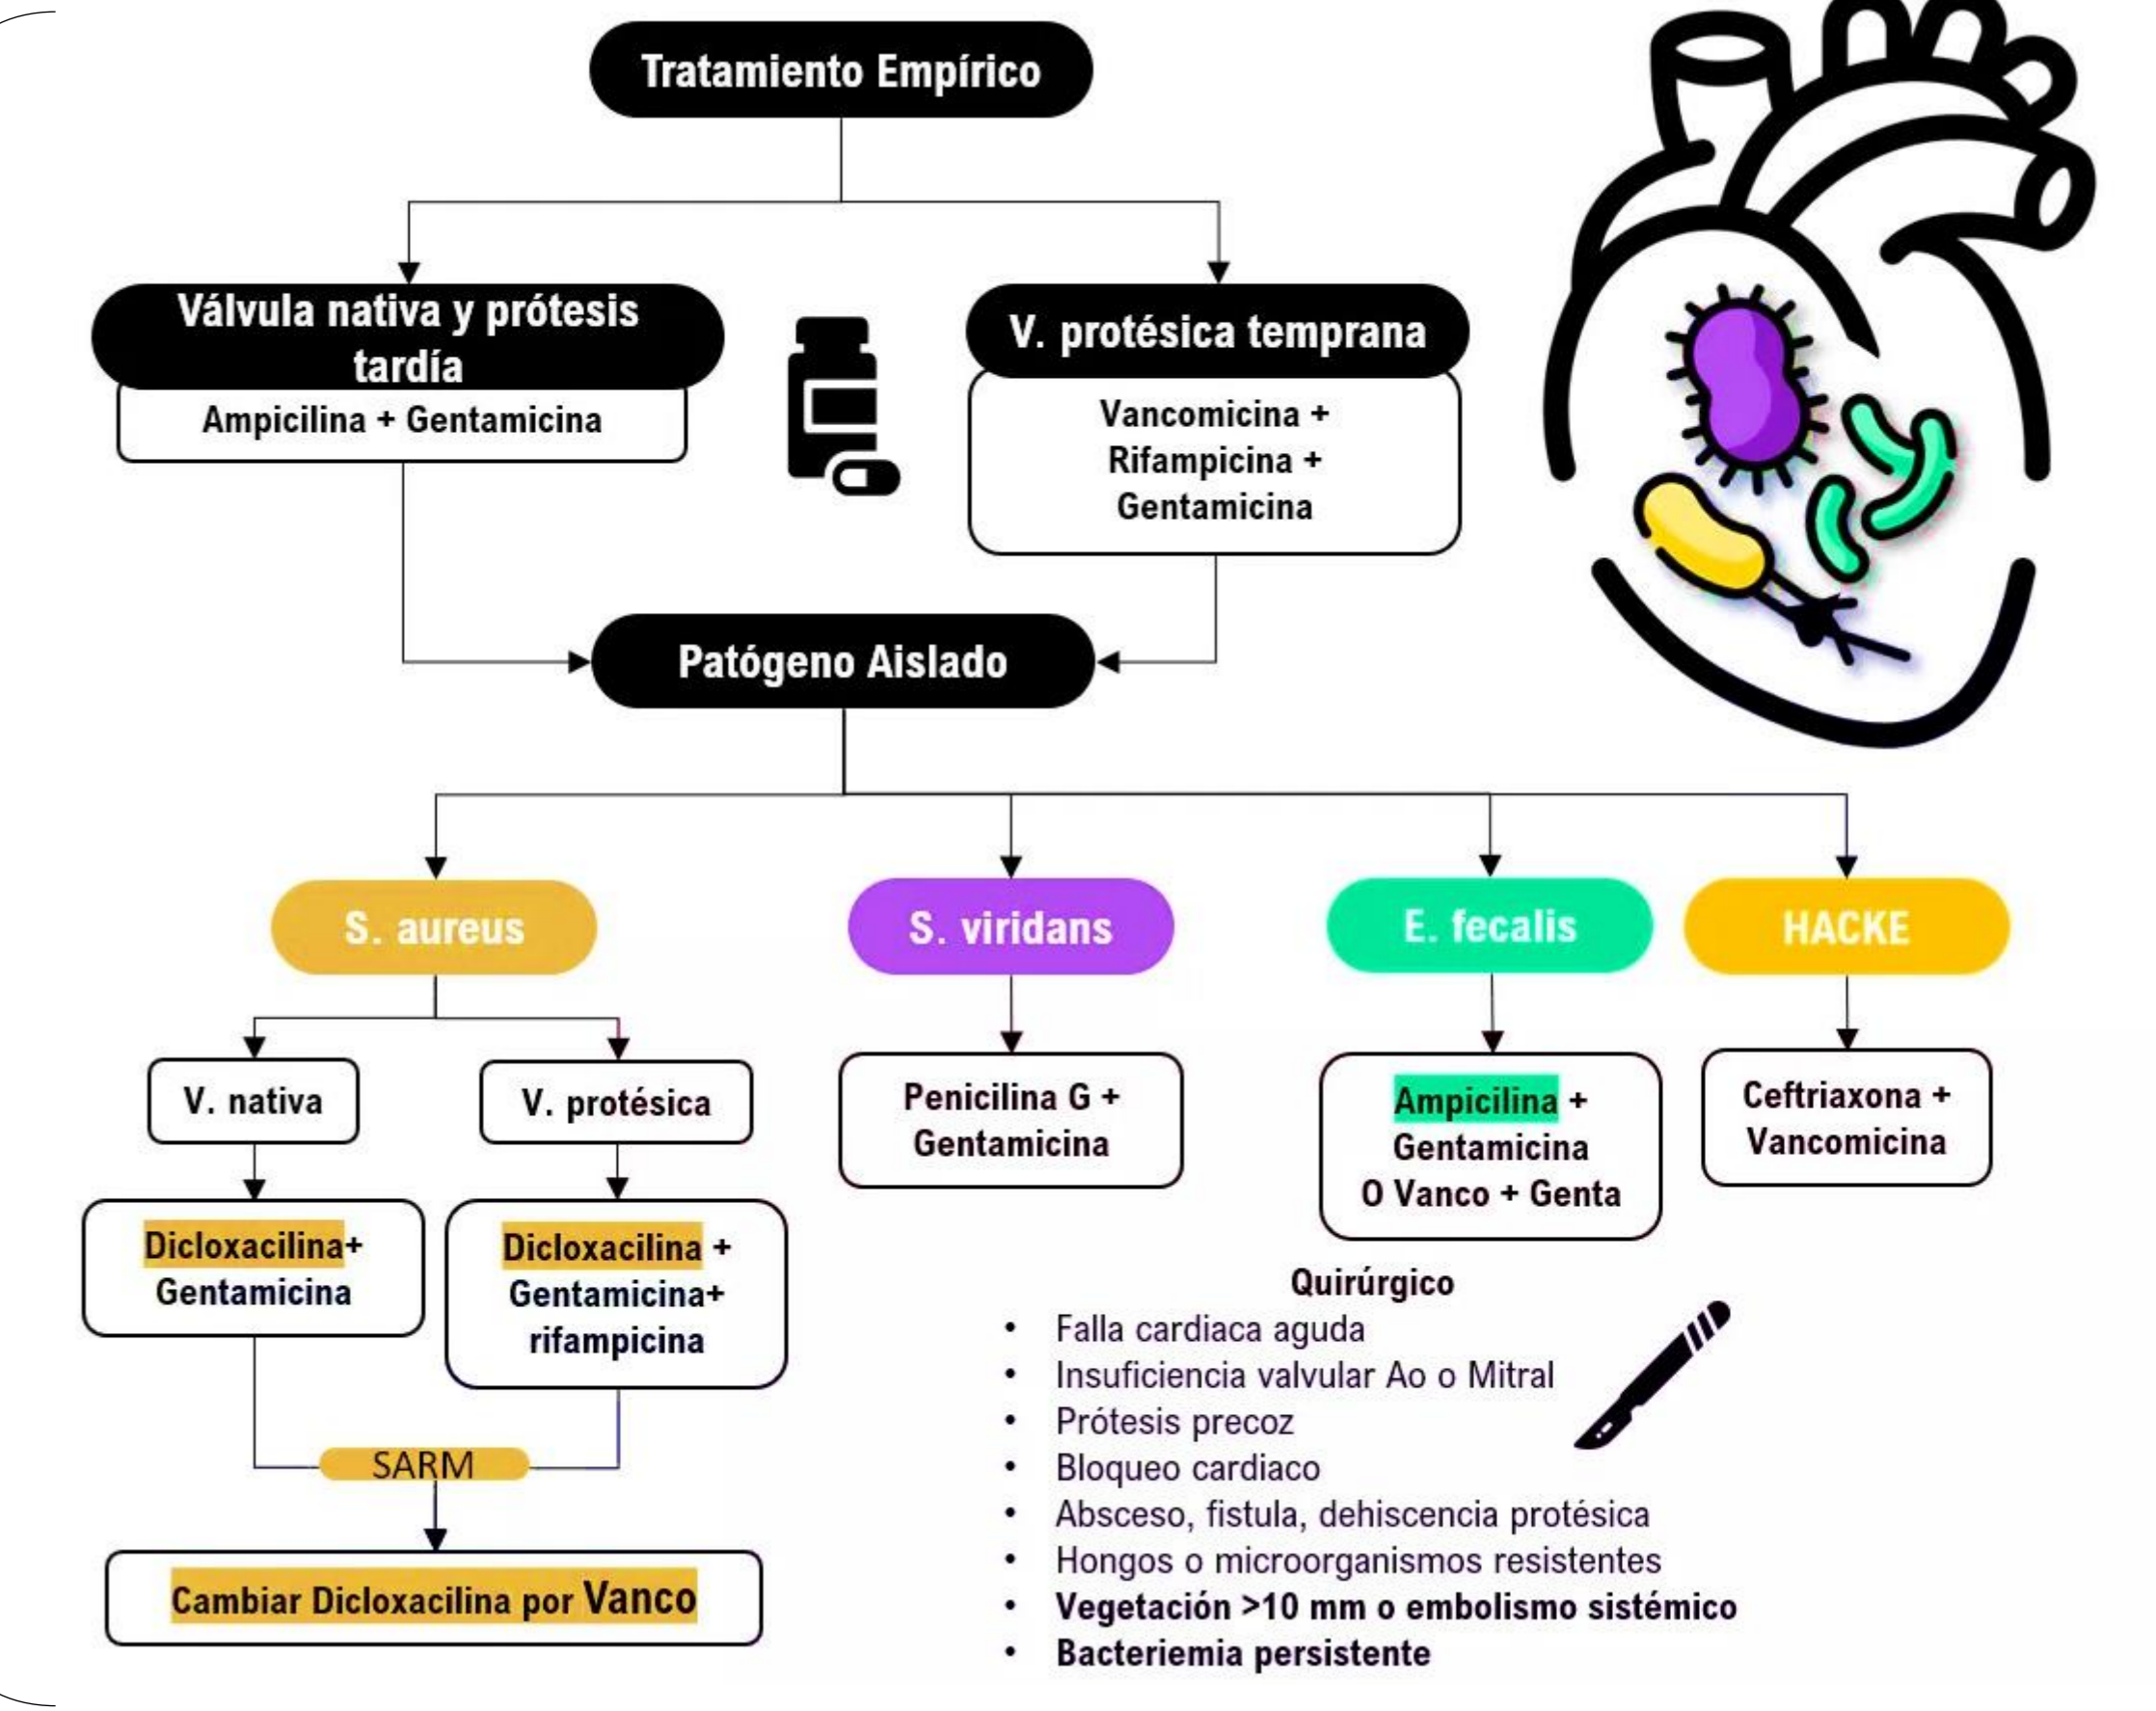 Tratamiento Empírico
Válvula nativa y prótesis
tardía
Ampicilina + Gentamicina
V. protésica temprana
Vancomicina +
Rifampicina +
Gentamicina
Patógeno Aislado
S. aureus
S. viridans
E. fecalis
HACKE
V. nativa
V. protésica
Dicloxacilina+
Gentamicina
Dicloxacilina +
Gentamicina+
rifampicina
SARM
Cambiar Dicloxacilina por Vanco
Penicilina G +
Gentamicina
Ampicilina +
Gentamicina
O Vanco + Genta
Ceftriaxona +
Vancomicina
Quirúrgico
• Falla cardiaca aguda
• Insuficiencia valvular Ao o Mitral
• Prótesis precoz
• Bloqueo cardiaco
• Absceso, fistula, dehiscencia protésica
• Hongos o microorganismos resistentes
• Vegetación >10 mm o embolismo sistémico
• Bacteriemia persistente